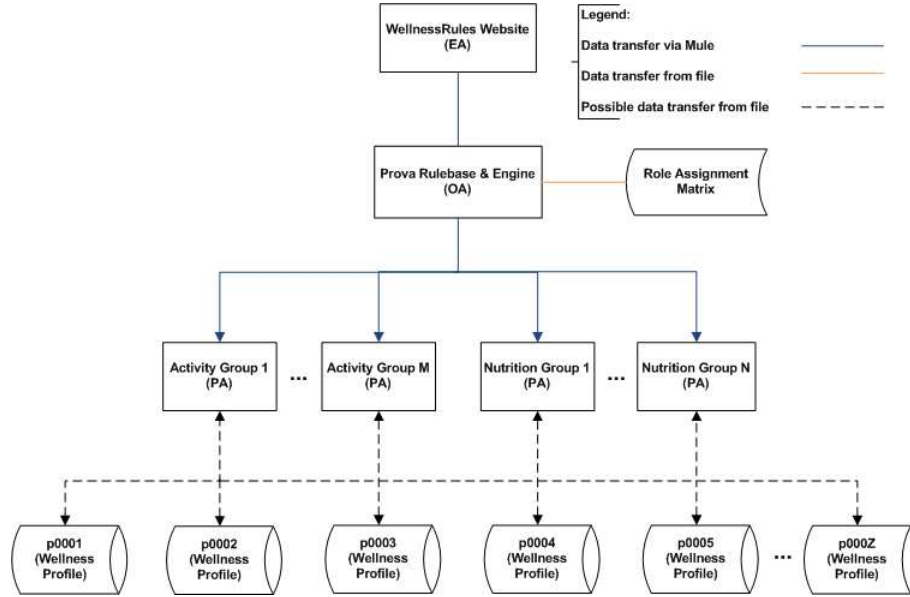 WellnessRules Website
(EA)
Legend:
Data transfer via Mule
Data transfer from file
Possible data transfer from file
Prova Rulebase & Engine
(OA)
Role Assignment
Matrix
Activity Group 1
(PA)
...
Activity Group M
(PA)
Nutrition Group 1
(PA)
...
Nutrition Group N
(PA)
p0001
(Wellness
Profile)
p0002
(Wellness
Profile)
p0003
(Wellness
Profile)
p0004
(Wellness
Profile)
p0005
(Wellness
Profile)
...
p000Z
(Wellness
Profile)